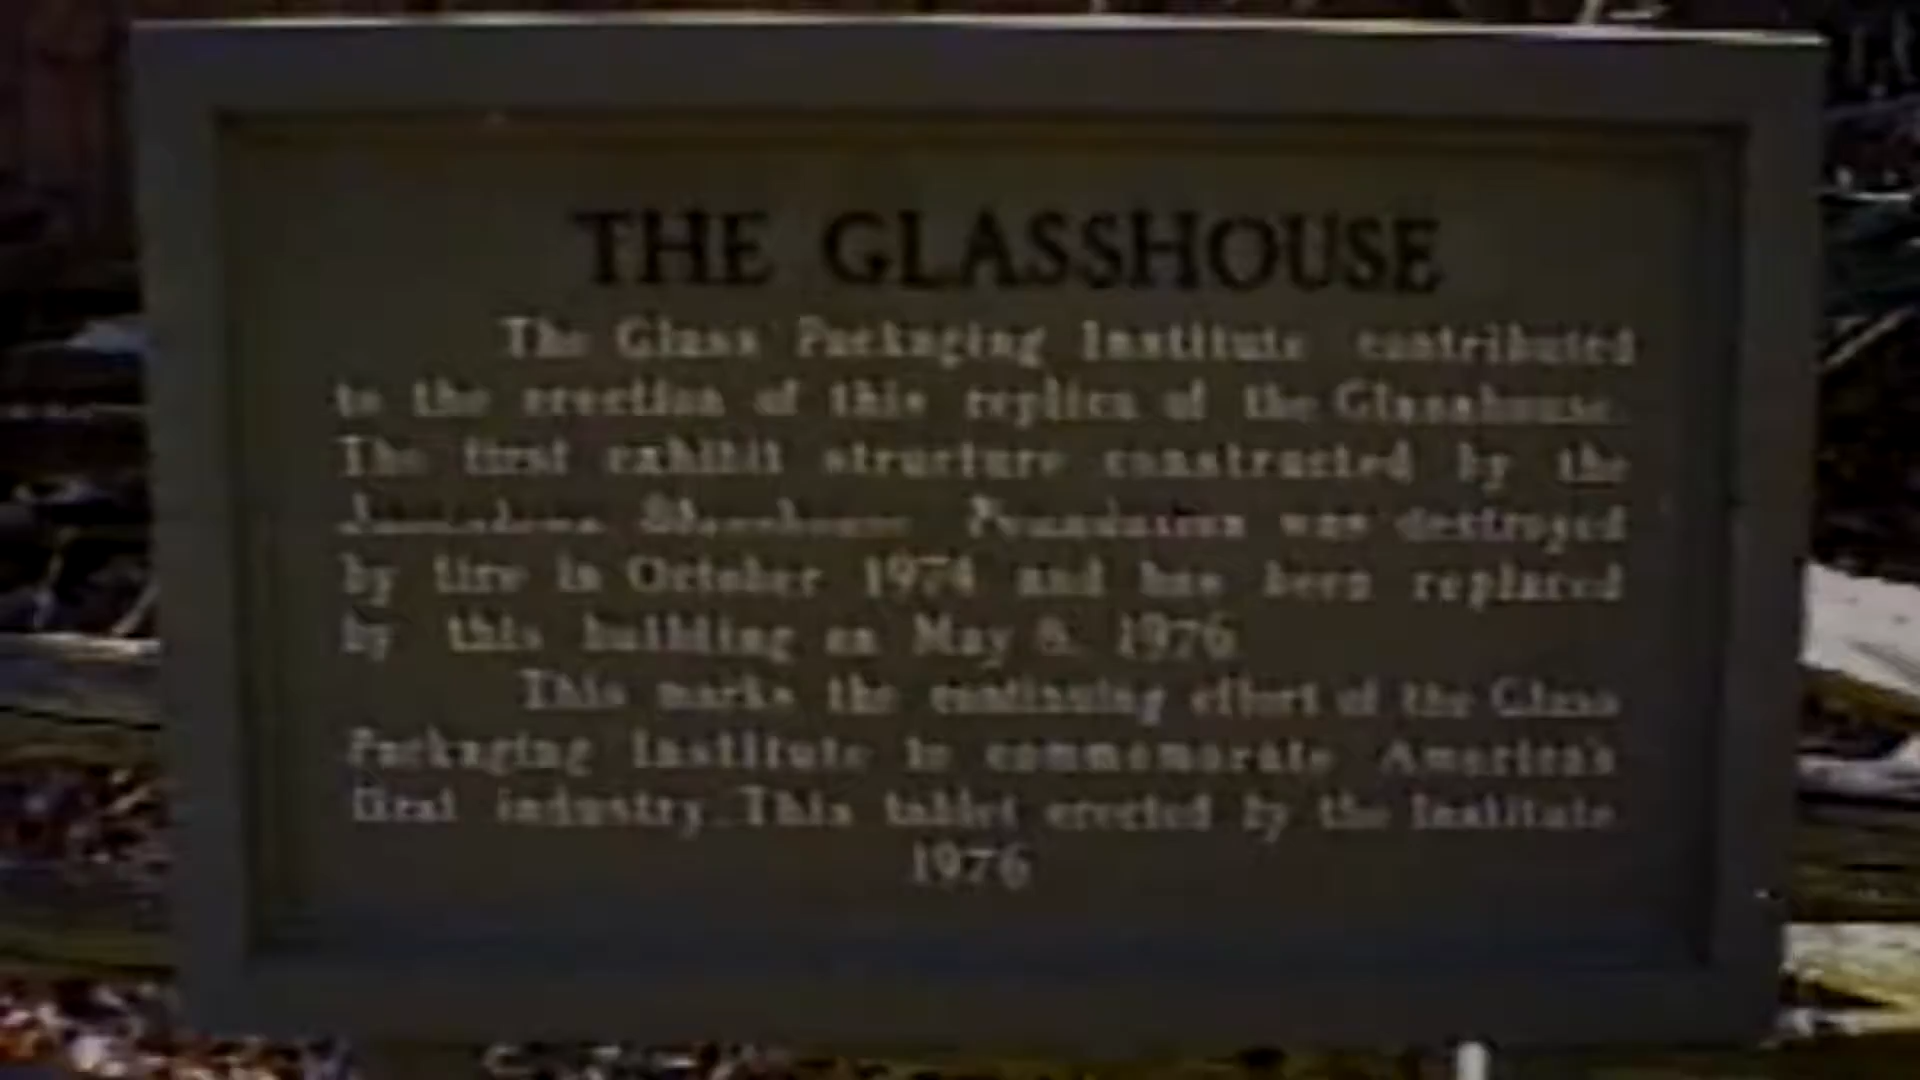 THE GLASSHOUSE
The Glass Packaging Institute contributed
to the erection of this replica of the Glasshouse.
The first exhibit structure constructed by the
Jamestown Glasshouse Foundation was destroyed
by fire in October 1974 and has been replaced
by this building on May 8, 1976
This marks the continuing effort of the Glass
Packaging Institute to commemorate America's
first industry. This tablet erected by the Institute
1976